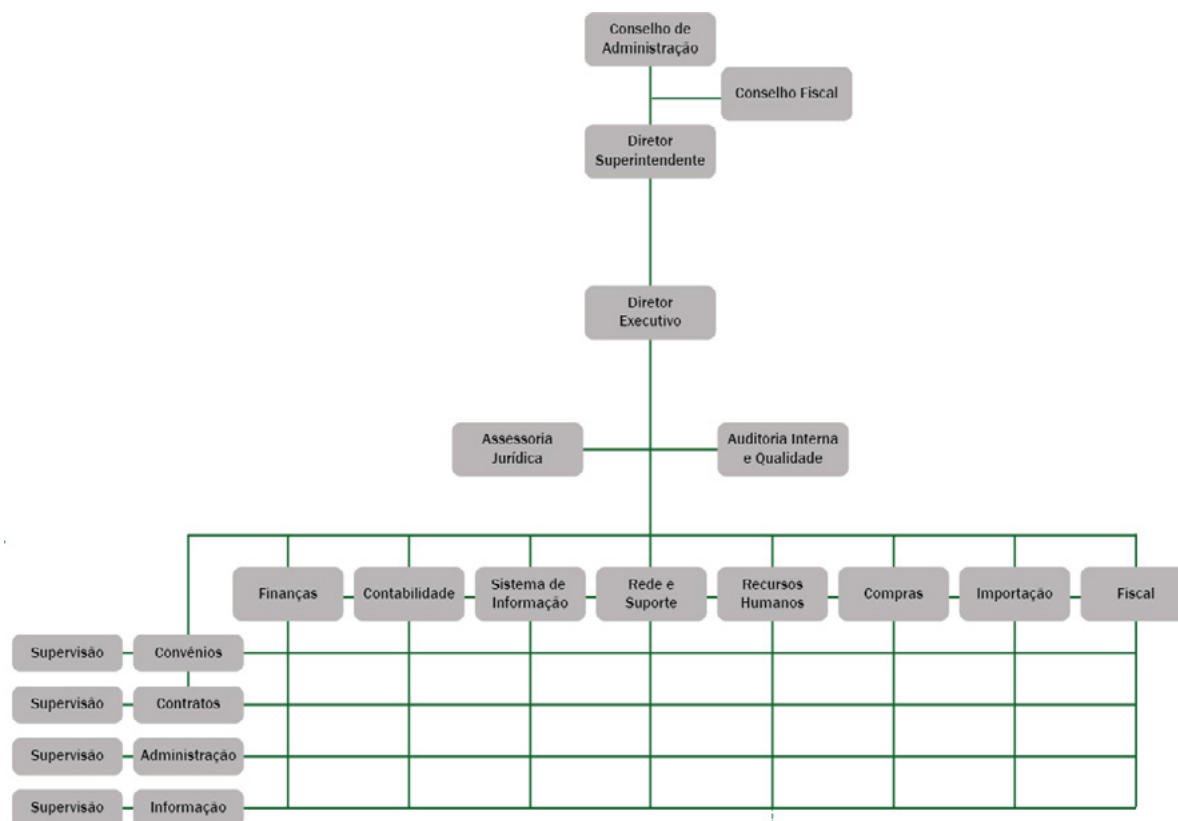 Conselho de
Administração
Conselho Fiscal
Diretor
Superintendente
Diretor
Executivo
Assessoria
Jurídica
Auditoria Interna
e Qualidade
Finanças
Contabilidade
Sistema de
Informação
Rede e
Suporte
Recursos
Humanos
Compras
Importação
Fiscal
Supervisão
Convênios
Supervisão
Contratos
Supervisão
Administração
Supervisão
Informação